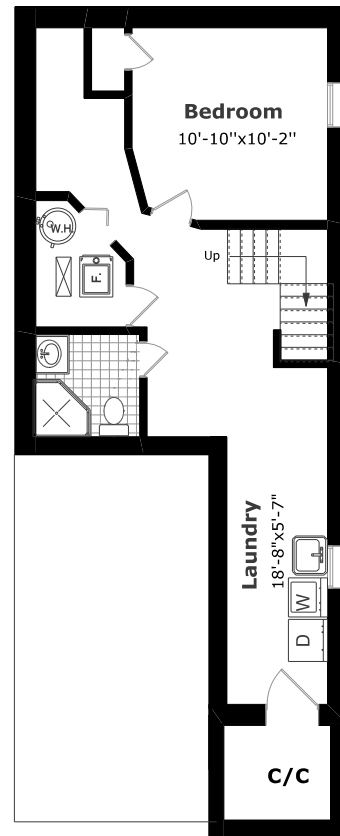 Bedroom
10'-10"x10'-2"
W.H.
Up
F.
Laundry
18'-8"x5'-7"
W
D
C/C